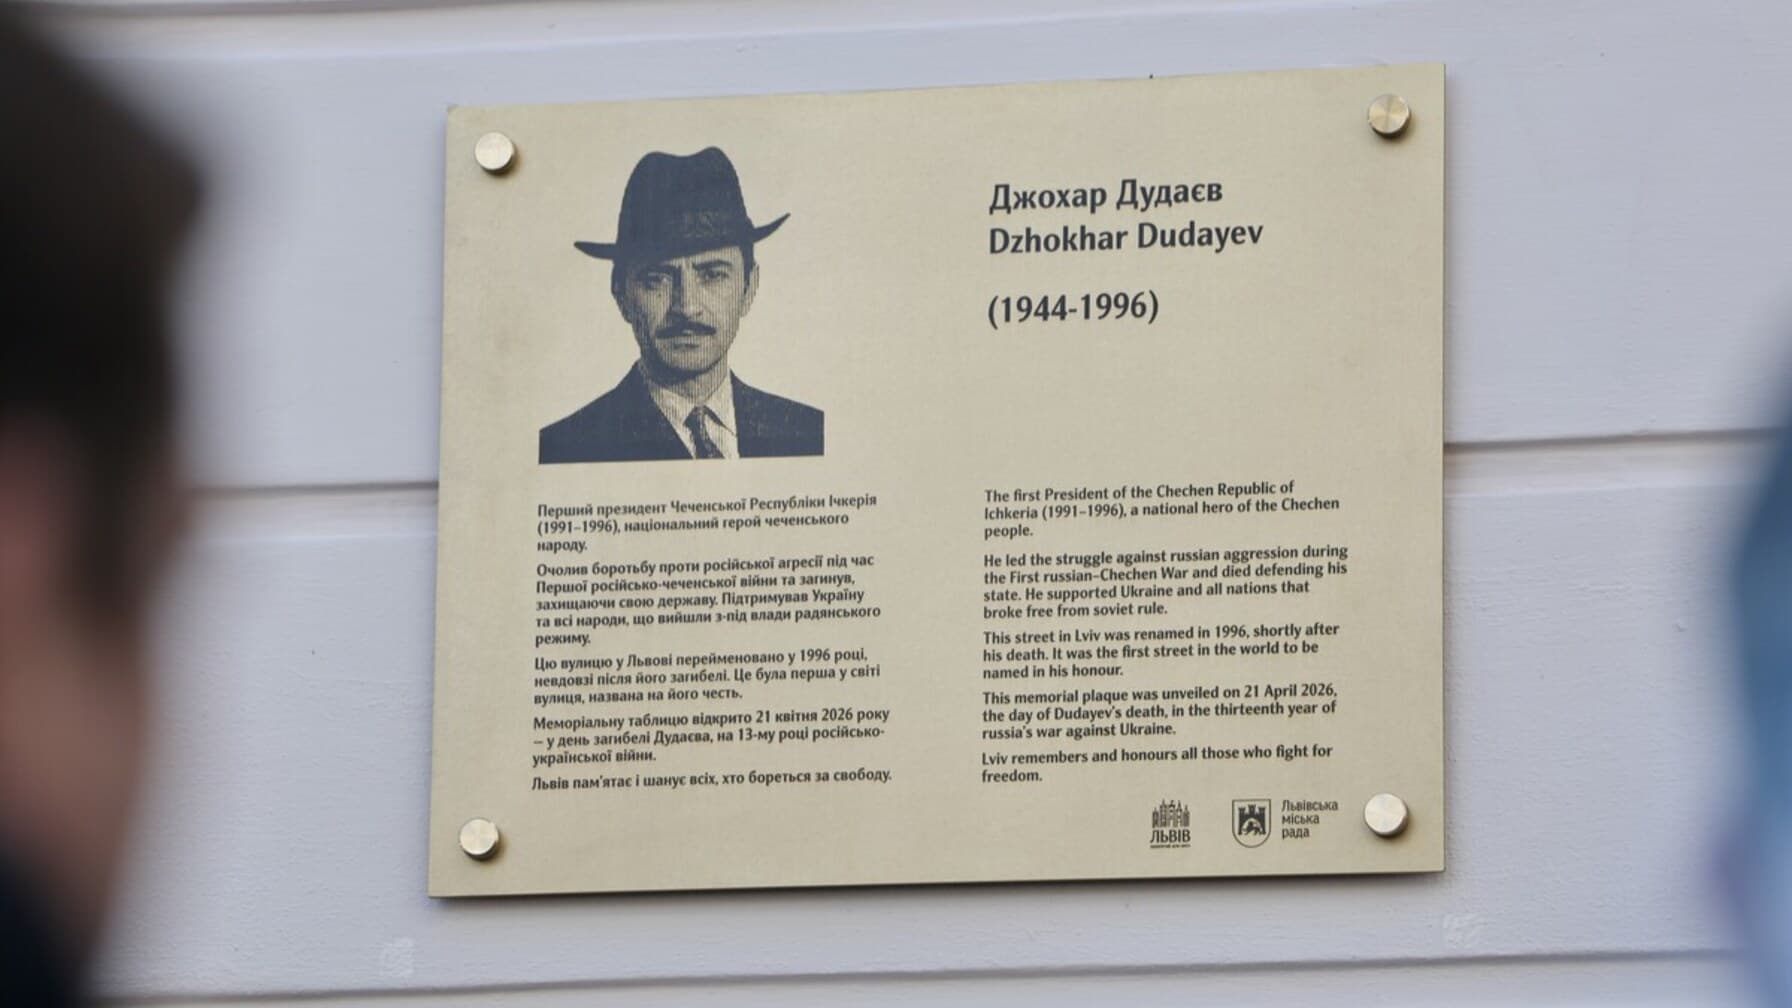 Джохар Дудаєв
Dzhokhar Dudayev
(1944-1996)
Перший президент Чеченської Республіки Ічкерія
(1991–1996), національний герой чеченського
народу.
Очолив боротьбу проти російської агресії під час
Першої російсько-чеченської війни та загинув,
захищаючи свою державу. Підтримував Україну
та всі народи, що вийшли з-під влади радянського
режиму.
Цю вулицю у Львові перейменовано у 1996 році,
невдовзі після його загибелі. Це була перша у світі
вулиця, названа на його честь.
Меморіальну таблицю відкрито 21 квітня 2026 року
– у день загибелі Дудаєва, на 13-му році російсько-
української війни.
Львів пам'ятає і шанує всіх, хто бореться за свободу.
The first President of the Chechen Republic of
Ichkeria (1991–1996), a national hero of the Chechen
people.
He led the struggle against russian aggression during
the First russian–Chechen War and died defending his
state. He supported Ukraine and all nations that
broke free from soviet rule.
This street in Lviv was renamed in 1996, shortly after
his death. It was the first street in the world to be
named in his honour.
This memorial plaque was unveiled on 21 April 2026,
the day of Dudayev's death, in the thirteenth year of
russia's war against Ukraine.
Lviv remembers and honours all those who fight for
freedom.
ЛЬВІВ
Львівська
міська
рада